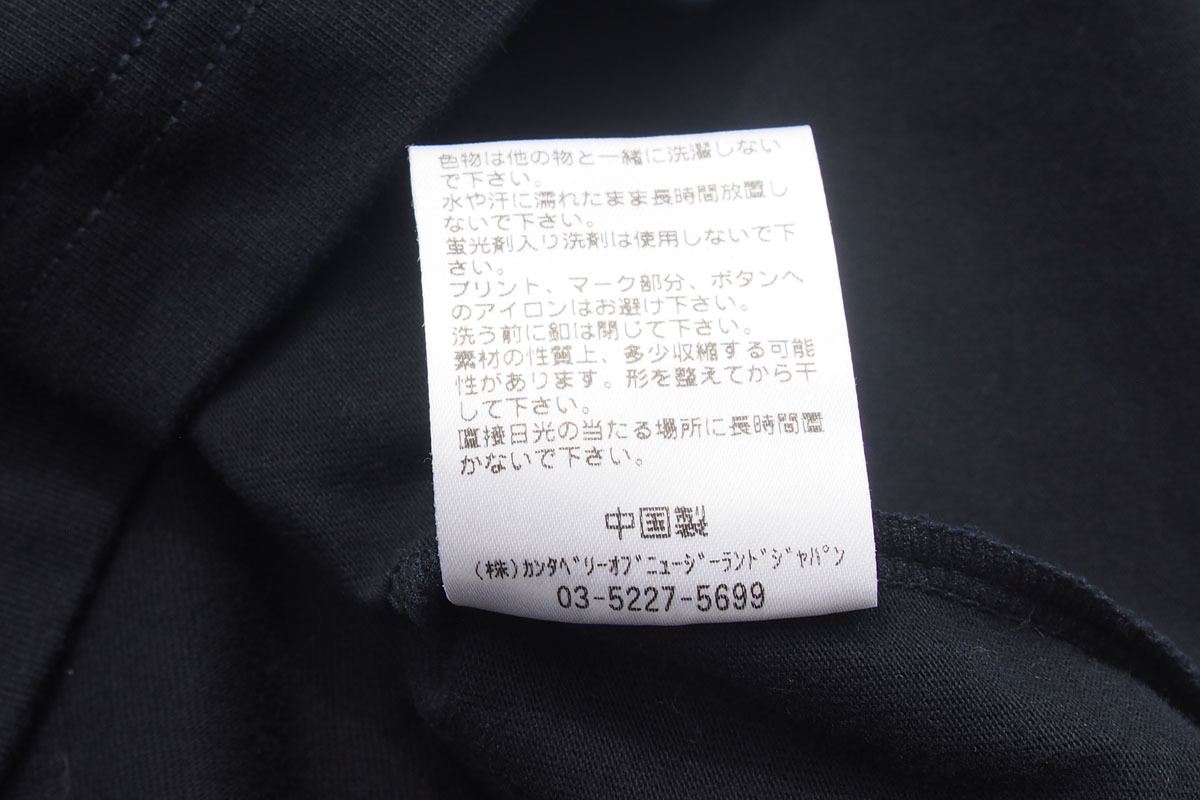 色物は他の物と一緒に洗濯しない
で下さい。
水や汗に濡れたまま長時間放置し
ないで下さい。
蛍光剤入り洗剤は使用しないで下
さい。
プリント、マーク部分、ボタンへ
のアイロンはお避け下さい。
洗う前に釦は閉じて下さい。
素材の性質上、多少収縮する可能
性があります。形を整えてから干
して下さい。
直接日光の当たる場所に長時間置
かないで下さい。
中国製
(株)カンタベリーオブニュージーランドジャパン
03-5227-5699